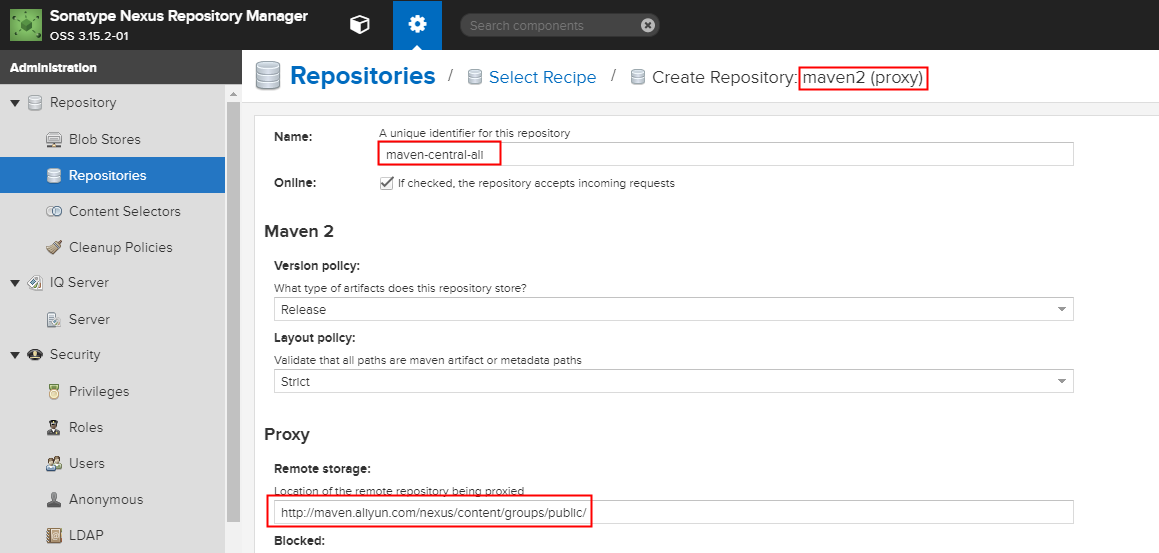 Sonatype Nexus Repository Manager
OSS 3.15.2-01
Search components
Administration
Repository
Blob Stores
Repositories
Content Selectors
Cleanup Policies
IQ Server
Server
Security
Privileges
Roles
Users
Anonymous
LDAP
Repositories / Select Recipe / Create Repository: maven2 (proxy)
Name:
A unique identifier for this repository
maven-central-ali
Online:
If checked, the repository accepts incoming requests
Maven 2
Version policy:
What type of artifacts does this repository store?
Release
Layout policy:
Validate that all paths are maven artifact or metadata paths
Strict
Proxy
Remote storage:
Location of the remote repository being proxied
http://maven.aliyun.com/nexus/content/groups/public/
Blocked: